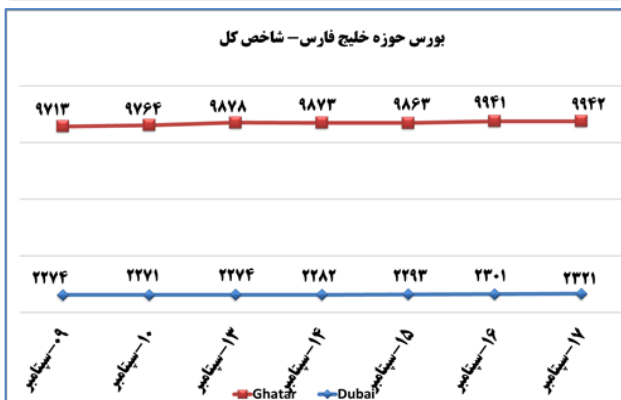 بورس حوزه خلیج فارس– شاخص کل
۹۷۱۳ ۹۷۶۴ ۹۸۷۸ ۹۸۷۳ ۹۸۶۳ ۹۹۴۱ ۹۹۴۲
۲۲۷۴ ۲۲۷۱ ۲۲۷۴ ۲۲۸۲ ۲۲۹۳ ۲۳۰۱ ۲۳۲۱
۰۹-سپتامبر ۱۰-سپتامبر ۱۳-سپتامبر ۱۴-سپتامبر ۱۵-سپتامبر ۱۶-سپتامبر ۱۷-سپتامبر
Ghatar Dubai